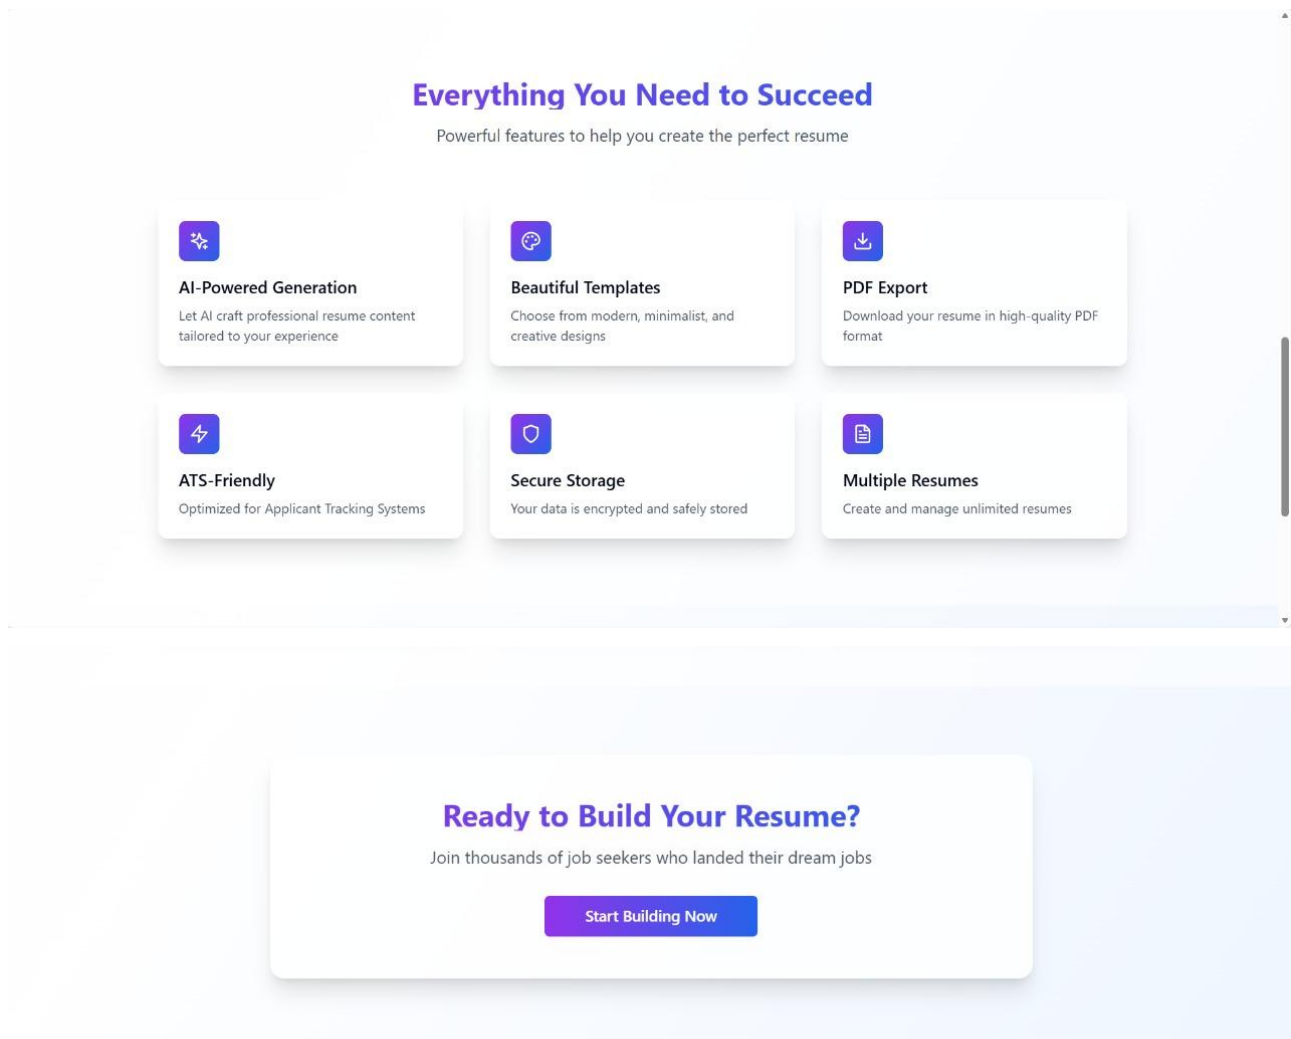 Everything You Need to Succeed
Powerful features to help you create the perfect resume
AI-Powered Generation
Let AI craft professional resume content
tailored to your experience
Beautiful Templates
Choose from modern, minimalist, and
creative designs
PDF Export
Download your resume in high-quality PDF
format
ATS-Friendly
Optimized for Applicant Tracking Systems
Secure Storage
Your data is encrypted and safely stored
Multiple Resumes
Create and manage unlimited resumes
Ready to Build Your Resume?
Join thousands of job seekers who landed their dream jobs
Start Building Now